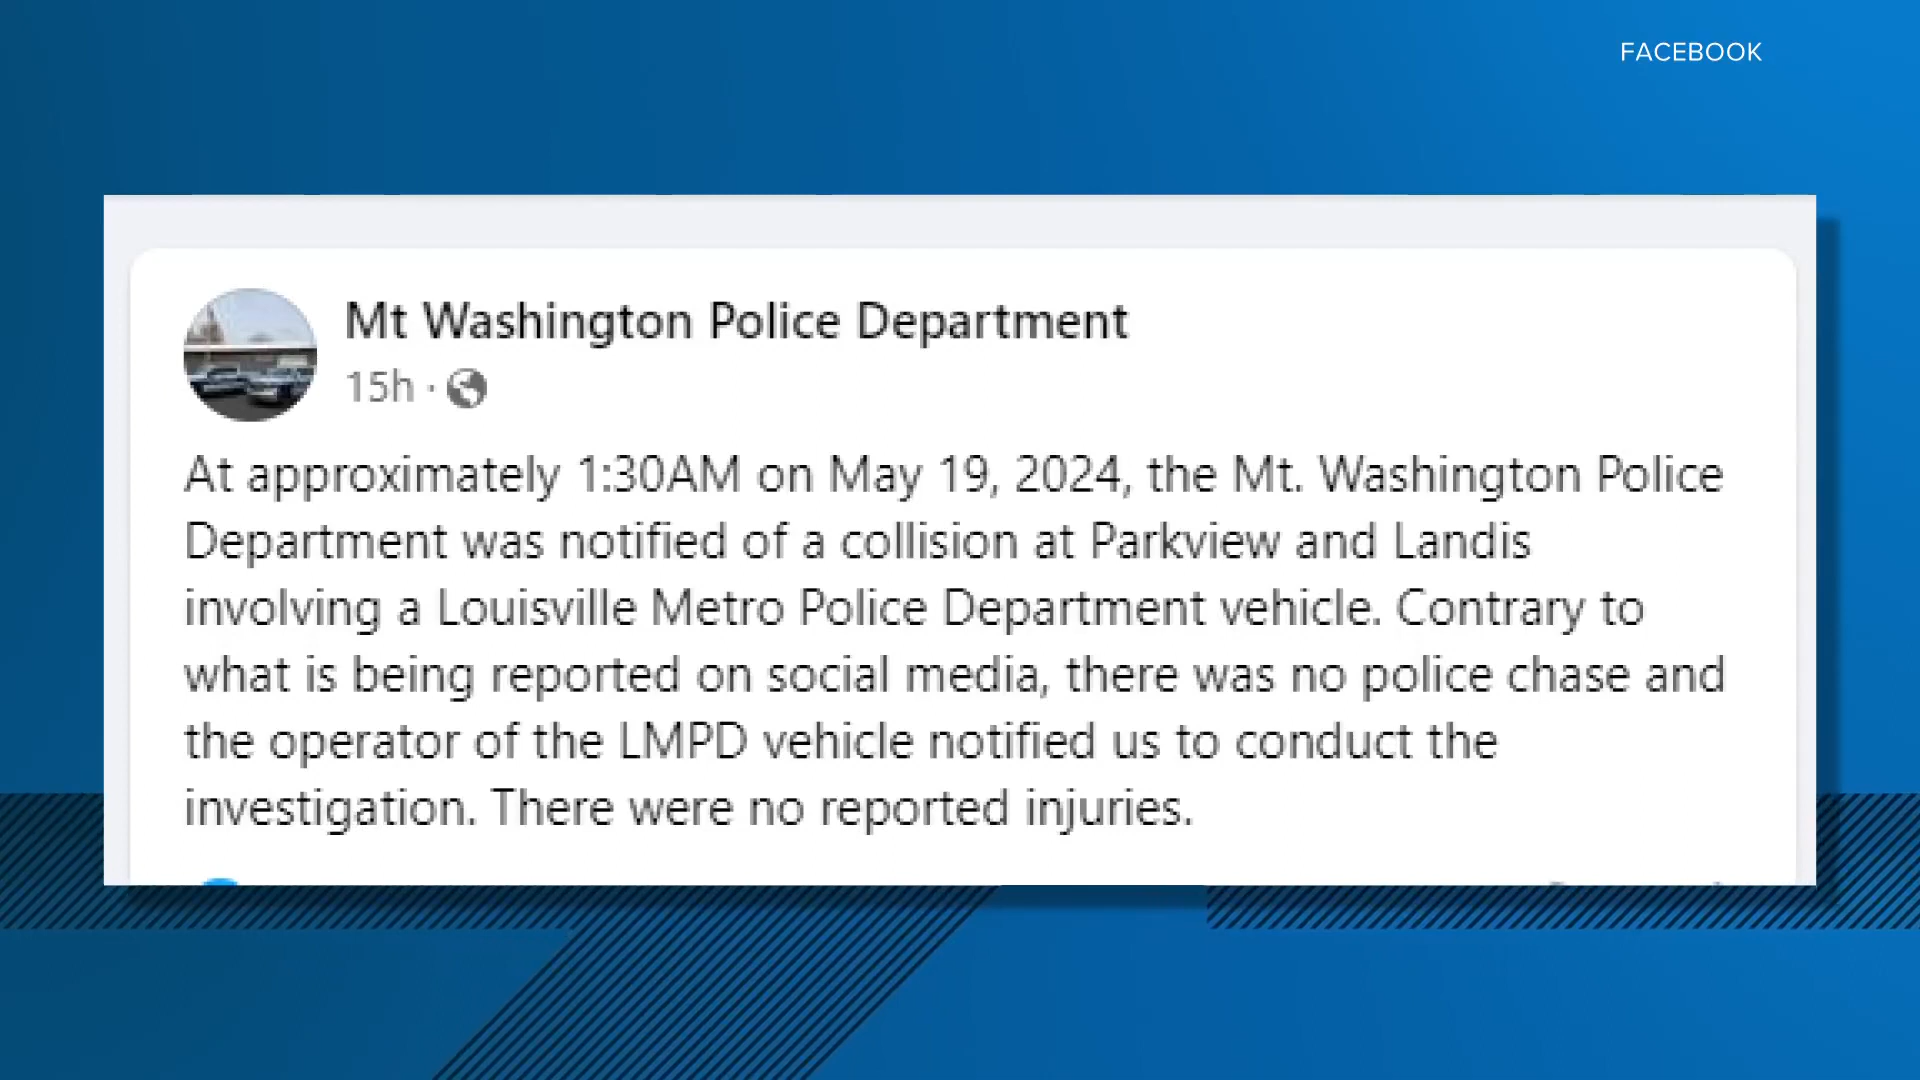 FACEBOOK
Mt Washington Police Department
15h ·
At approximately 1:30AM on May 19, 2024, the Mt. Washington Police
Department was notified of a collision at Parkview and Landis
involving a Louisville Metro Police Department vehicle. Contrary to
what is being reported on social media, there was no police chase and
the operator of the LMPD vehicle notified us to conduct the
investigation. There were no reported injuries.